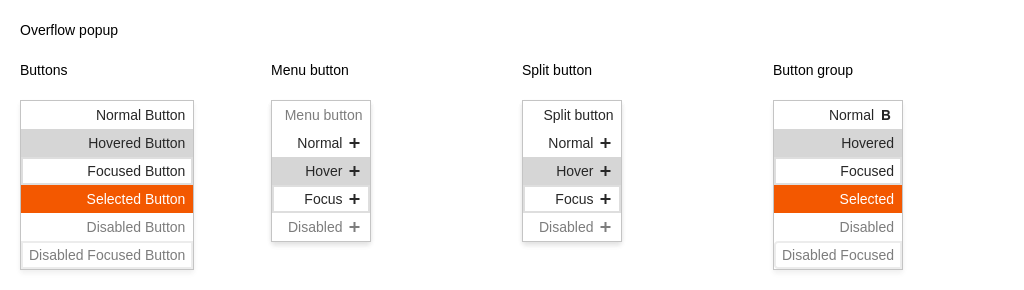 Overflow popup
Buttons
Normal Button
Hovered Button
Focused Button
Selected Button
Disabled Button
Disabled Focused Button
Menu button
Menu button
Normal +
Hover +
Focus +
Disabled +
Split button
Split button
Normal +
Hover +
Focus +
Disabled +
Button group
Normal B
Hovered
Focused
Selected
Disabled
Disabled Focused